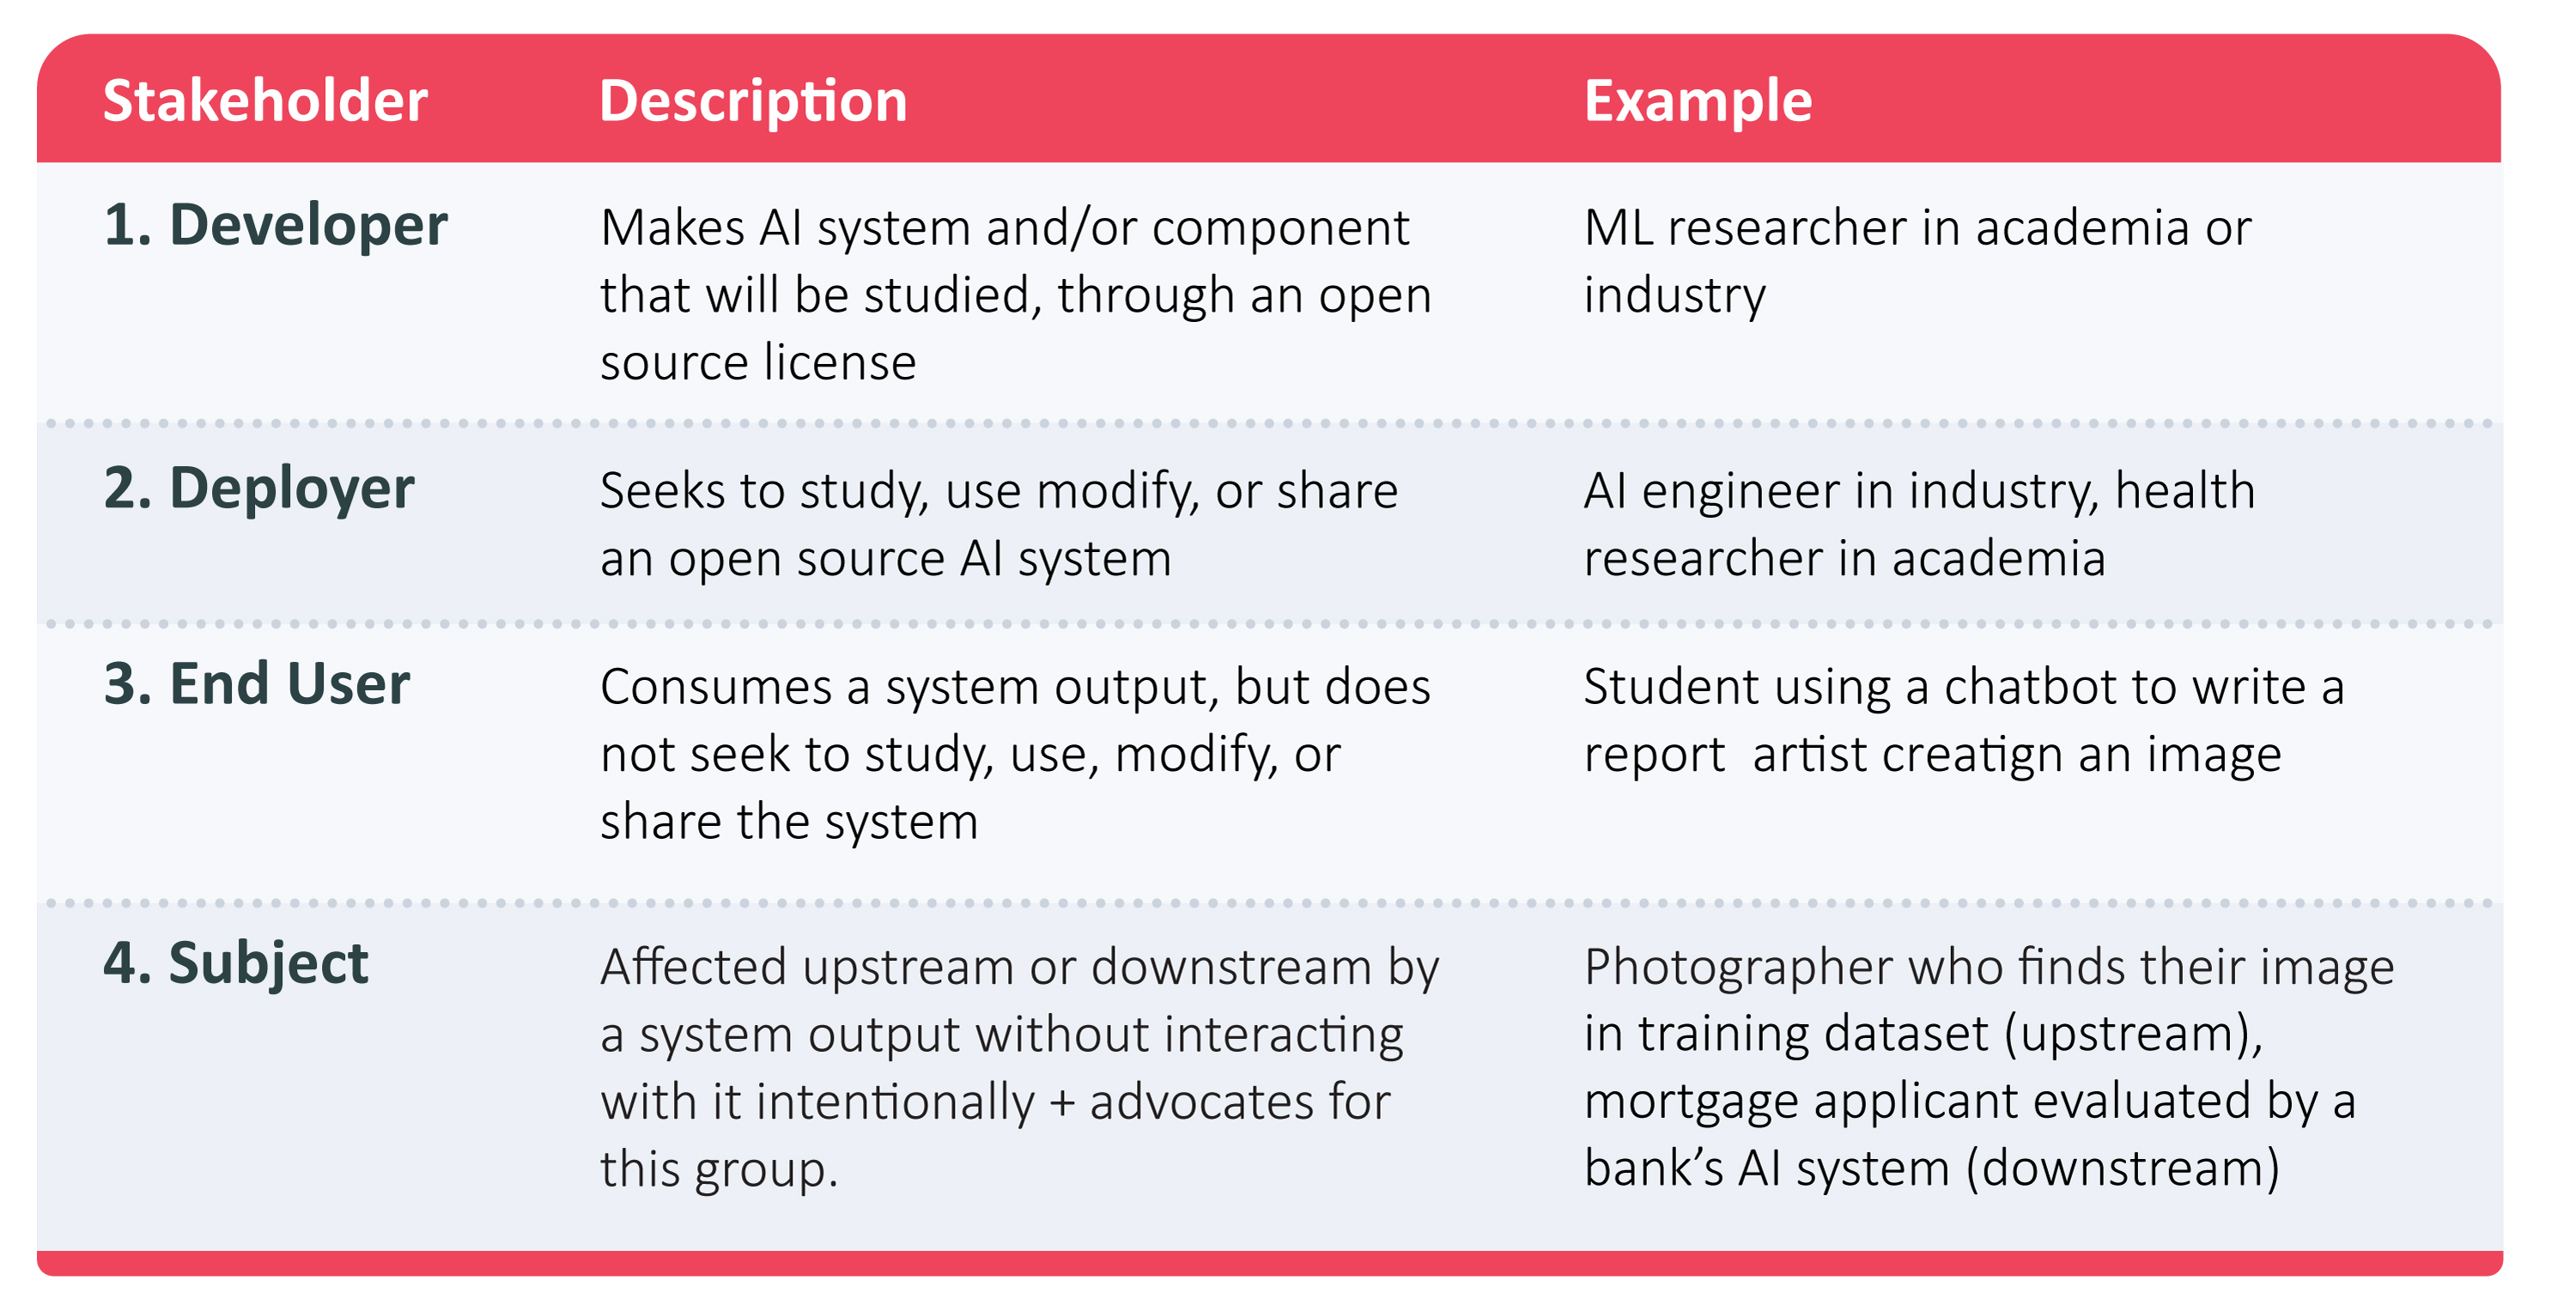 Stakeholder Description Example
1. Developer Makes AI system and/or component ML researcher in academia or
that will be studied, through an open industry
source license
2. Deployer Seeks to study, use modify, or share AI engineer in industry, health
an open source AI system researcher in academia
3. End User Consumes a system output, but does Student using a chatbot to write a
not seek to study, use, modify, or report  artist creatign an image
share the system
4. Subject Affected upstream or downstream by Photographer who finds their image
a system output without interacting in training dataset (upstream),
with it intentionally + advocates for mortgage applicant evaluated by a
this group. bank’s AI system (downstream)